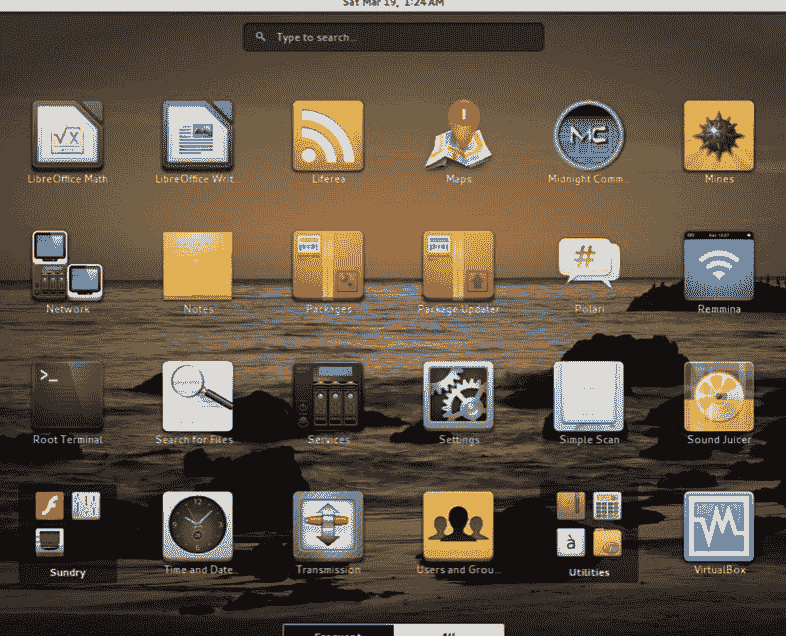 Sat Mar 19, 1:24 AM
Type to search...
LibreOffice Math
LibreOffice Writ...
Liferea
Maps
Midnight Comm...
Mines
Network
Notes
Packages
Package Updater
Polari
Remmina
Root Terminal
Search for Files
Services
Settings
Simple Scan
Sound Juicer
Sundry
Time and Date
Transmission
Users and Grou...
Utilities
VirtualBox
Frequent
All